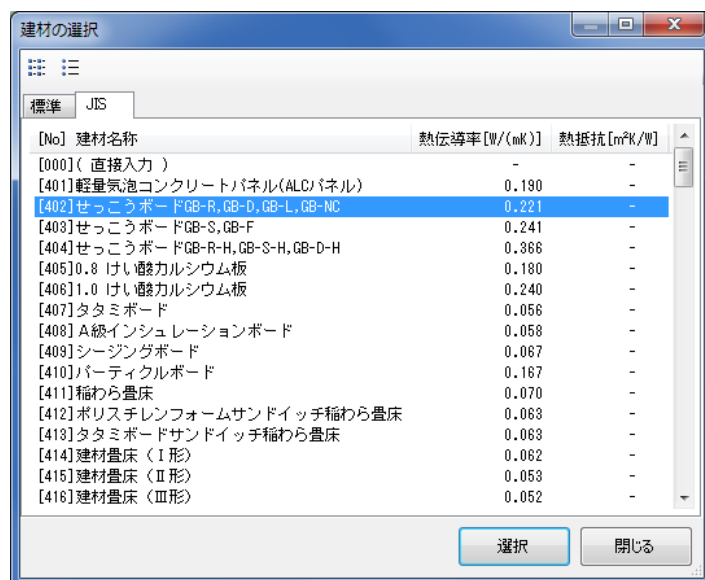 建材の選択
標準 JIS
[No] 建材名称 熱伝導率[W/(mK)] 熱抵抗[m²K/W]
[000]( 直接入力 ) - -
[401]軽量気泡コンクリートパネル(ALCパネル) 0.190 -
[402]せっこうボードGB-R,GB-D,GB-L,GB-NC 0.221 -
[403]せっこうボードGB-S,GB-F 0.241 -
[404]せっこうボードGB-R-H,GB-S-H,GB-D-H 0.366 -
[405]0.8 けい酸カルシウム板 0.180 -
[406]1.0 けい酸カルシウム板 0.240 -
[407]タタミボード 0.056 -
[408]A級インシュレーションボード 0.058 -
[409]シージングボード 0.067 -
[410]パーティクルボード 0.167 -
[411]稲わら畳床 0.070 -
[412]ポリスチレンフォームサンドイッチ稲わら畳床 0.063 -
[413]タタミボードサンドイッチ稲わら畳床 0.063 -
[414]建材畳床(Ⅰ形) 0.062 -
[415]建材畳床(Ⅱ形) 0.053 -
[416]建材畳床(Ⅲ形) 0.052 -
選択 閉じる